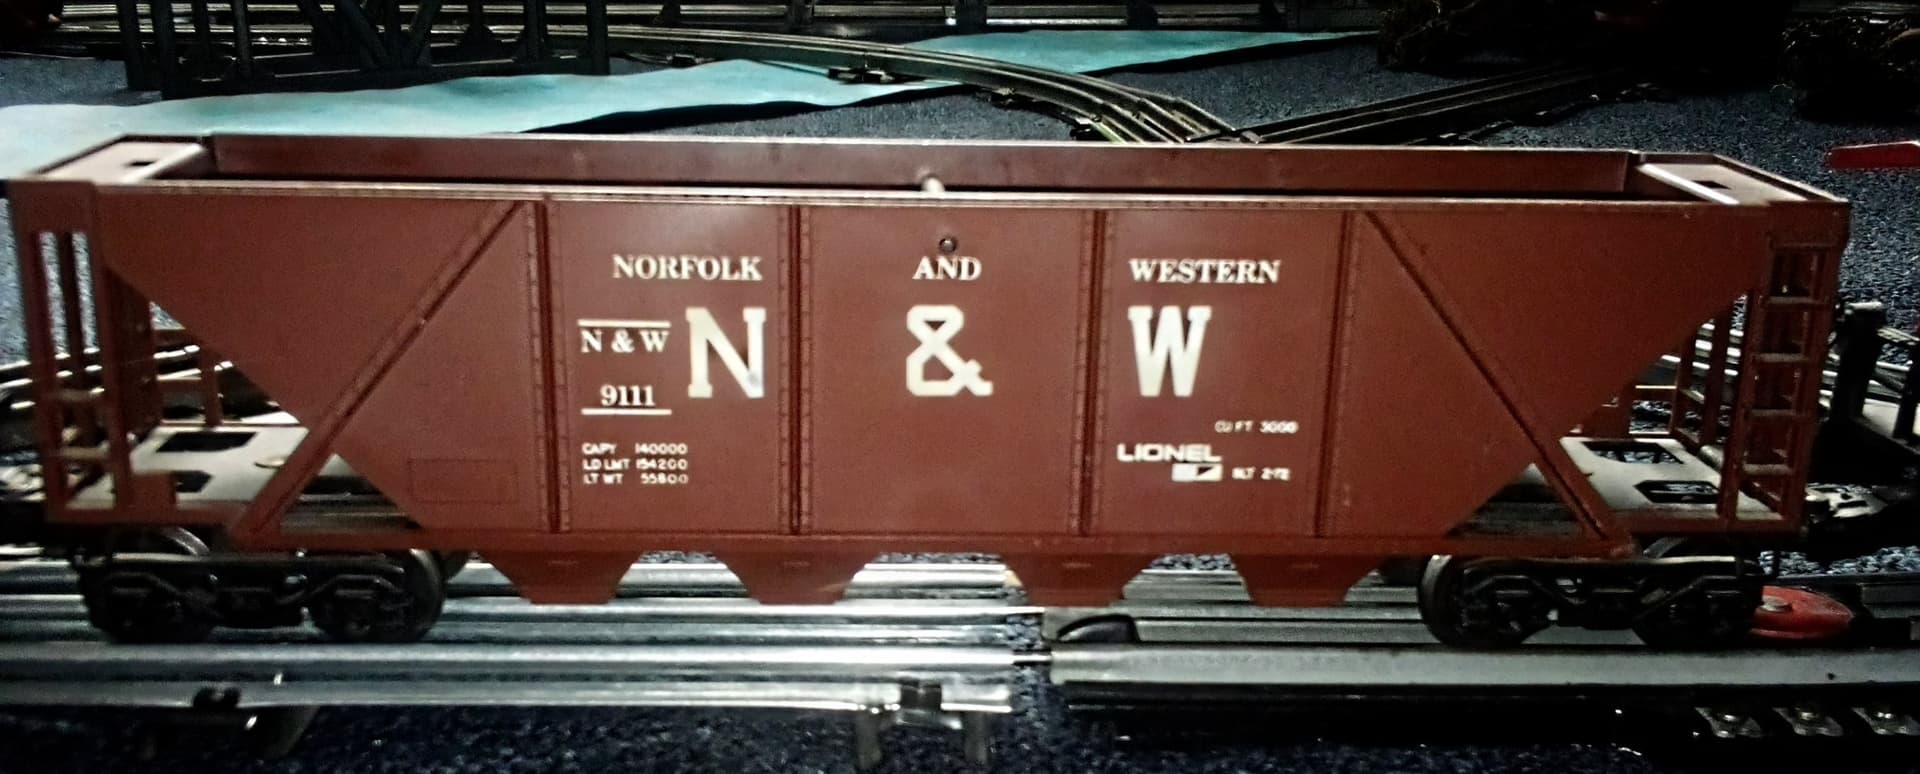 NORFOLK AND WESTERN
N & W N & W
9111
CAPY 140000
LD LMT 154200
LT WT 55800
CU FT 3000
LIONEL
BLT 2-72